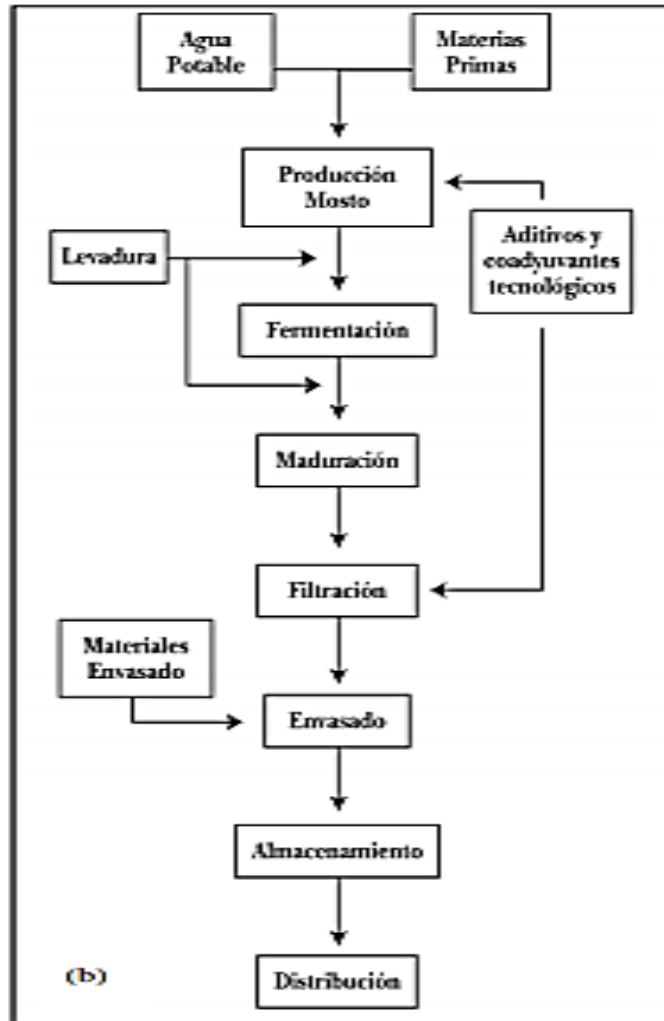 Agua
Potable
Materias
Primas
Producción
Mosto
Aditivos y
coadyuvantes
tecnológicos
Levadura
Fermentación
Maduración
Filtración
Materiales
Envasado
Envasado
Almacenamiento
(b)
Distribución